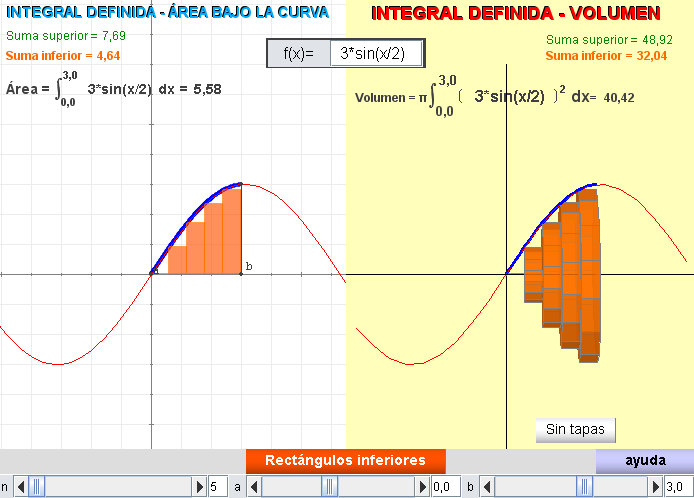 INTEGRAL DEFINIDA - ÁREA BAJO LA CURVA
INTEGRAL DEFINIDA - VOLUMEN
Suma superior = 7,69
Suma inferior = 4,64
f(x)= 3*sin(x/2)
Suma superior = 48,92
Suma inferior = 32,04
Área = ∫ 3,0 0,0 3*sin(x/2) dx = 5,58
Volumen = π ∫ 3,0 0,0 ( 3*sin(x/2) )² dx= 40,42
a
b
Sin tapas
Rectángulos inferiores
ayuda
n 5 a 0,0 b 3,0